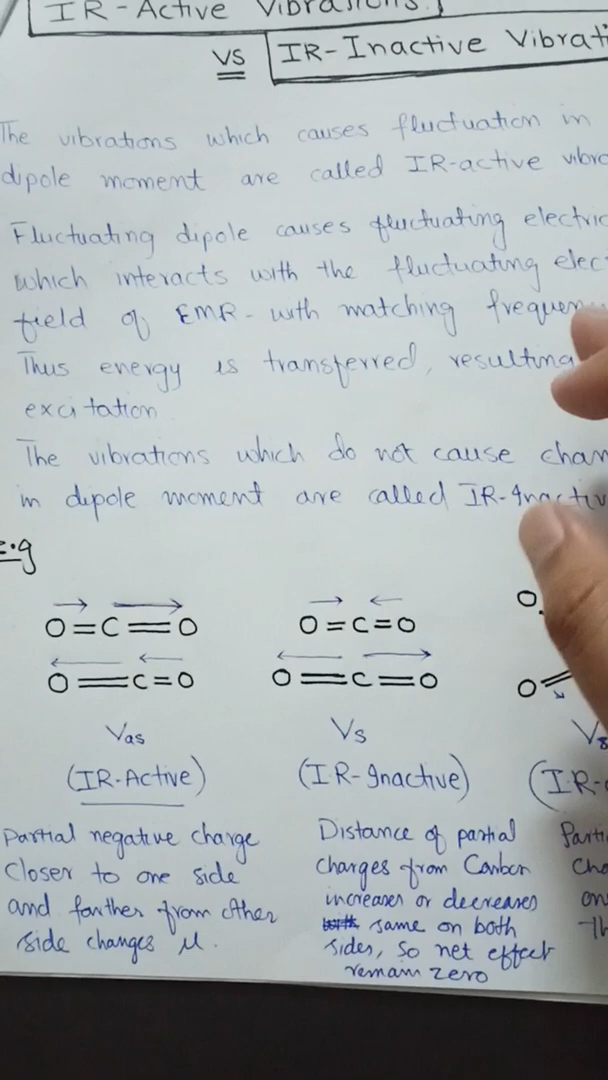 IR-Active Vibrations
vs IR-Inactive
The vibrations which causes fluctuation in
dipole moment are called IR-active
Fluctuating dipole causes fluctuating electric
which interacts with the fluctuating
field of EMR - with matching
Thus energy is transferred, resulting
excitation
The vibrations which do not cause
in dipole moment are called
E.g
O=C=O O=C=O O
O=C=O O=C=O O
Vas Vs
(IR-Active) (IR-Inactive) (IR-
Partial negative charge
closer to one side
and farther from other
side changes μ.
Distance of partial
charges from Carbon
increases or decreases
same on both
sides, so net effect
remain zero